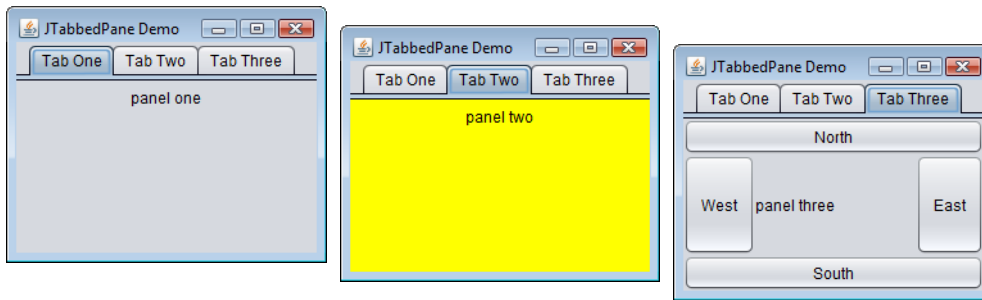 JTabbedPane Demo
Tab One Tab Two Tab Three
panel one
JTabbedPane Demo
Tab One Tab Two Tab Three
panel two
JTabbedPane Demo
Tab One Tab Two Tab Three
North
West panel three East
South